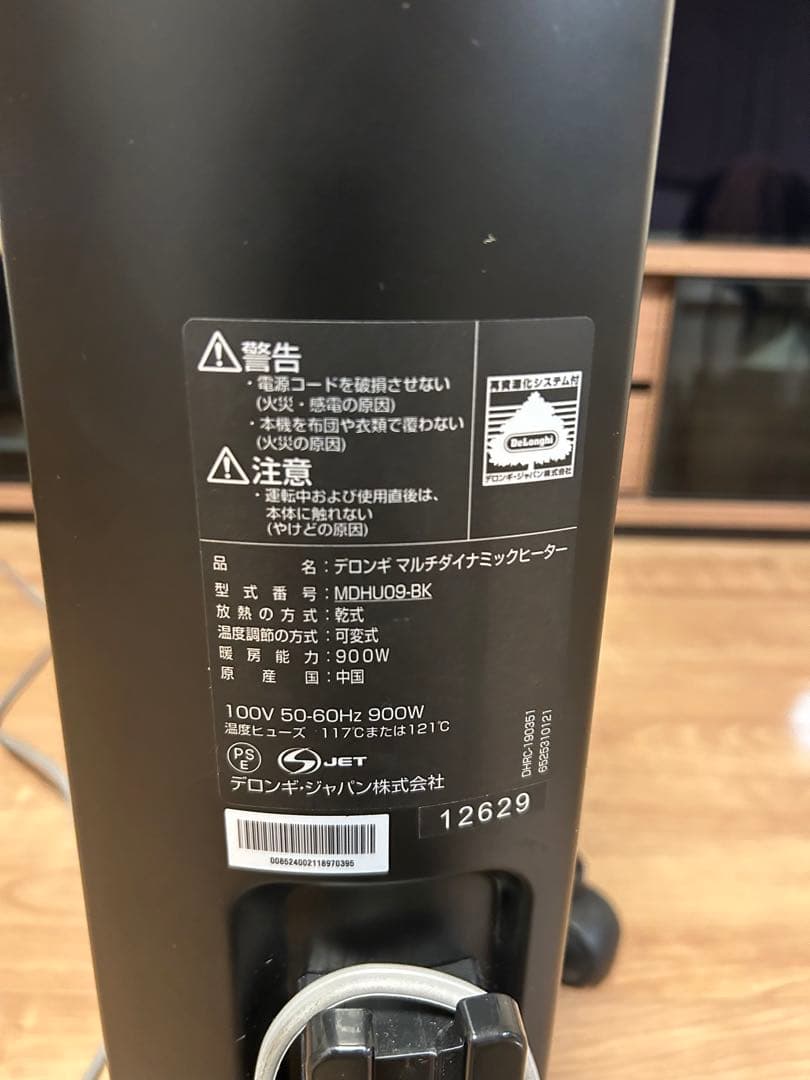 警告
・電源コードを破損させない
(火災・感電の原因)
・本機を布団や衣類で覆わない
(火災の原因)
注意
・運転中および使用直後は、
本体に触れない
(やけどの原因)
再資源化システム付
DeLonghi
デロンギ・ジャパン株式会社
品名：デロンギ マルチダイナミックヒーター
型式番号：MDHU09-BK
放熱の方式：乾式
温度調節の方式：可変式
暖房能力：900W
原産国：中国
100V 50-60Hz 900W
温度ヒューズ 117℃または121℃
PSE
JET
デロンギ・ジャパン株式会社
DHRC-190351
6525310121
12629
008524002118970395